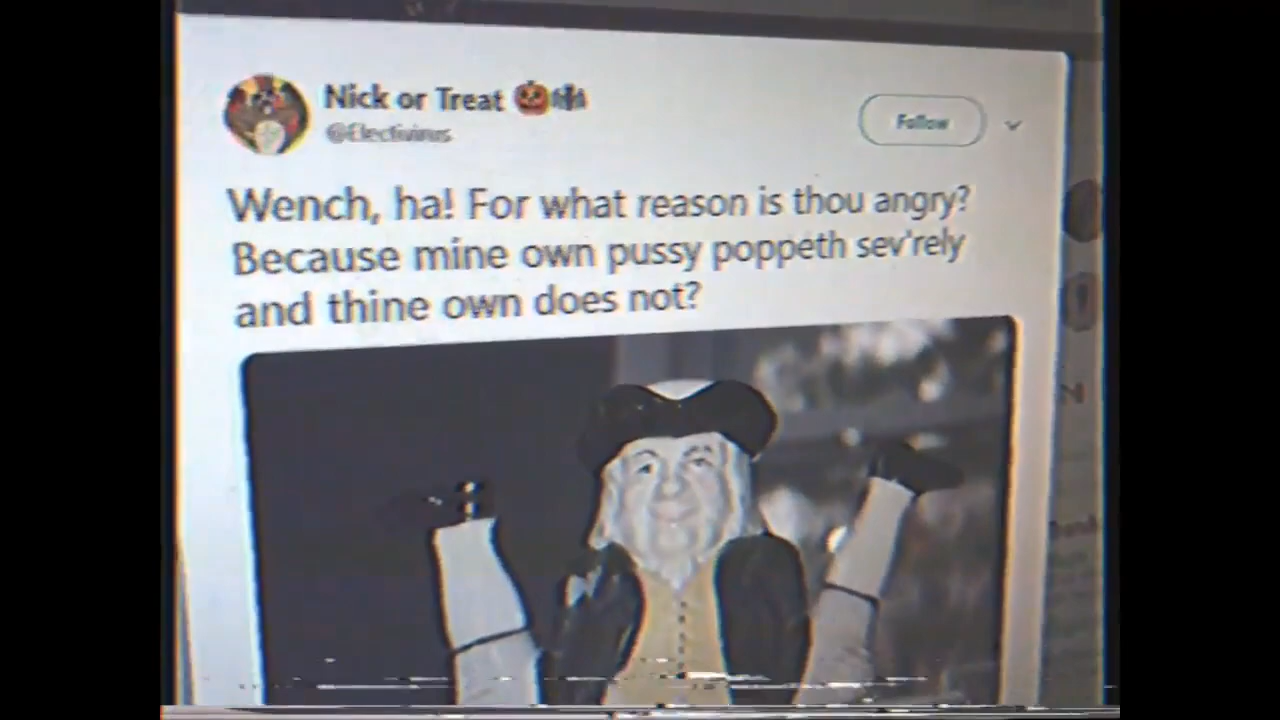 Nick or Treat 🎃🦇
@Electivirus
Follow
Wench, ha! For what reason is thou angry?
Because mine own pussy poppeth sev'rely
and thine own does not?